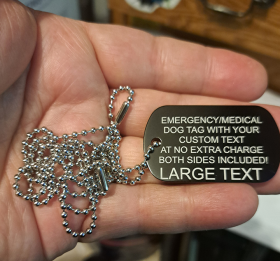 EMERGENCY/MEDICAL
DOG TAG WITH YOUR
CUSTOM TEXT
AT NO EXTRA CHARGE
BOTH SIDES INCLUDED!
LARGE TEXT